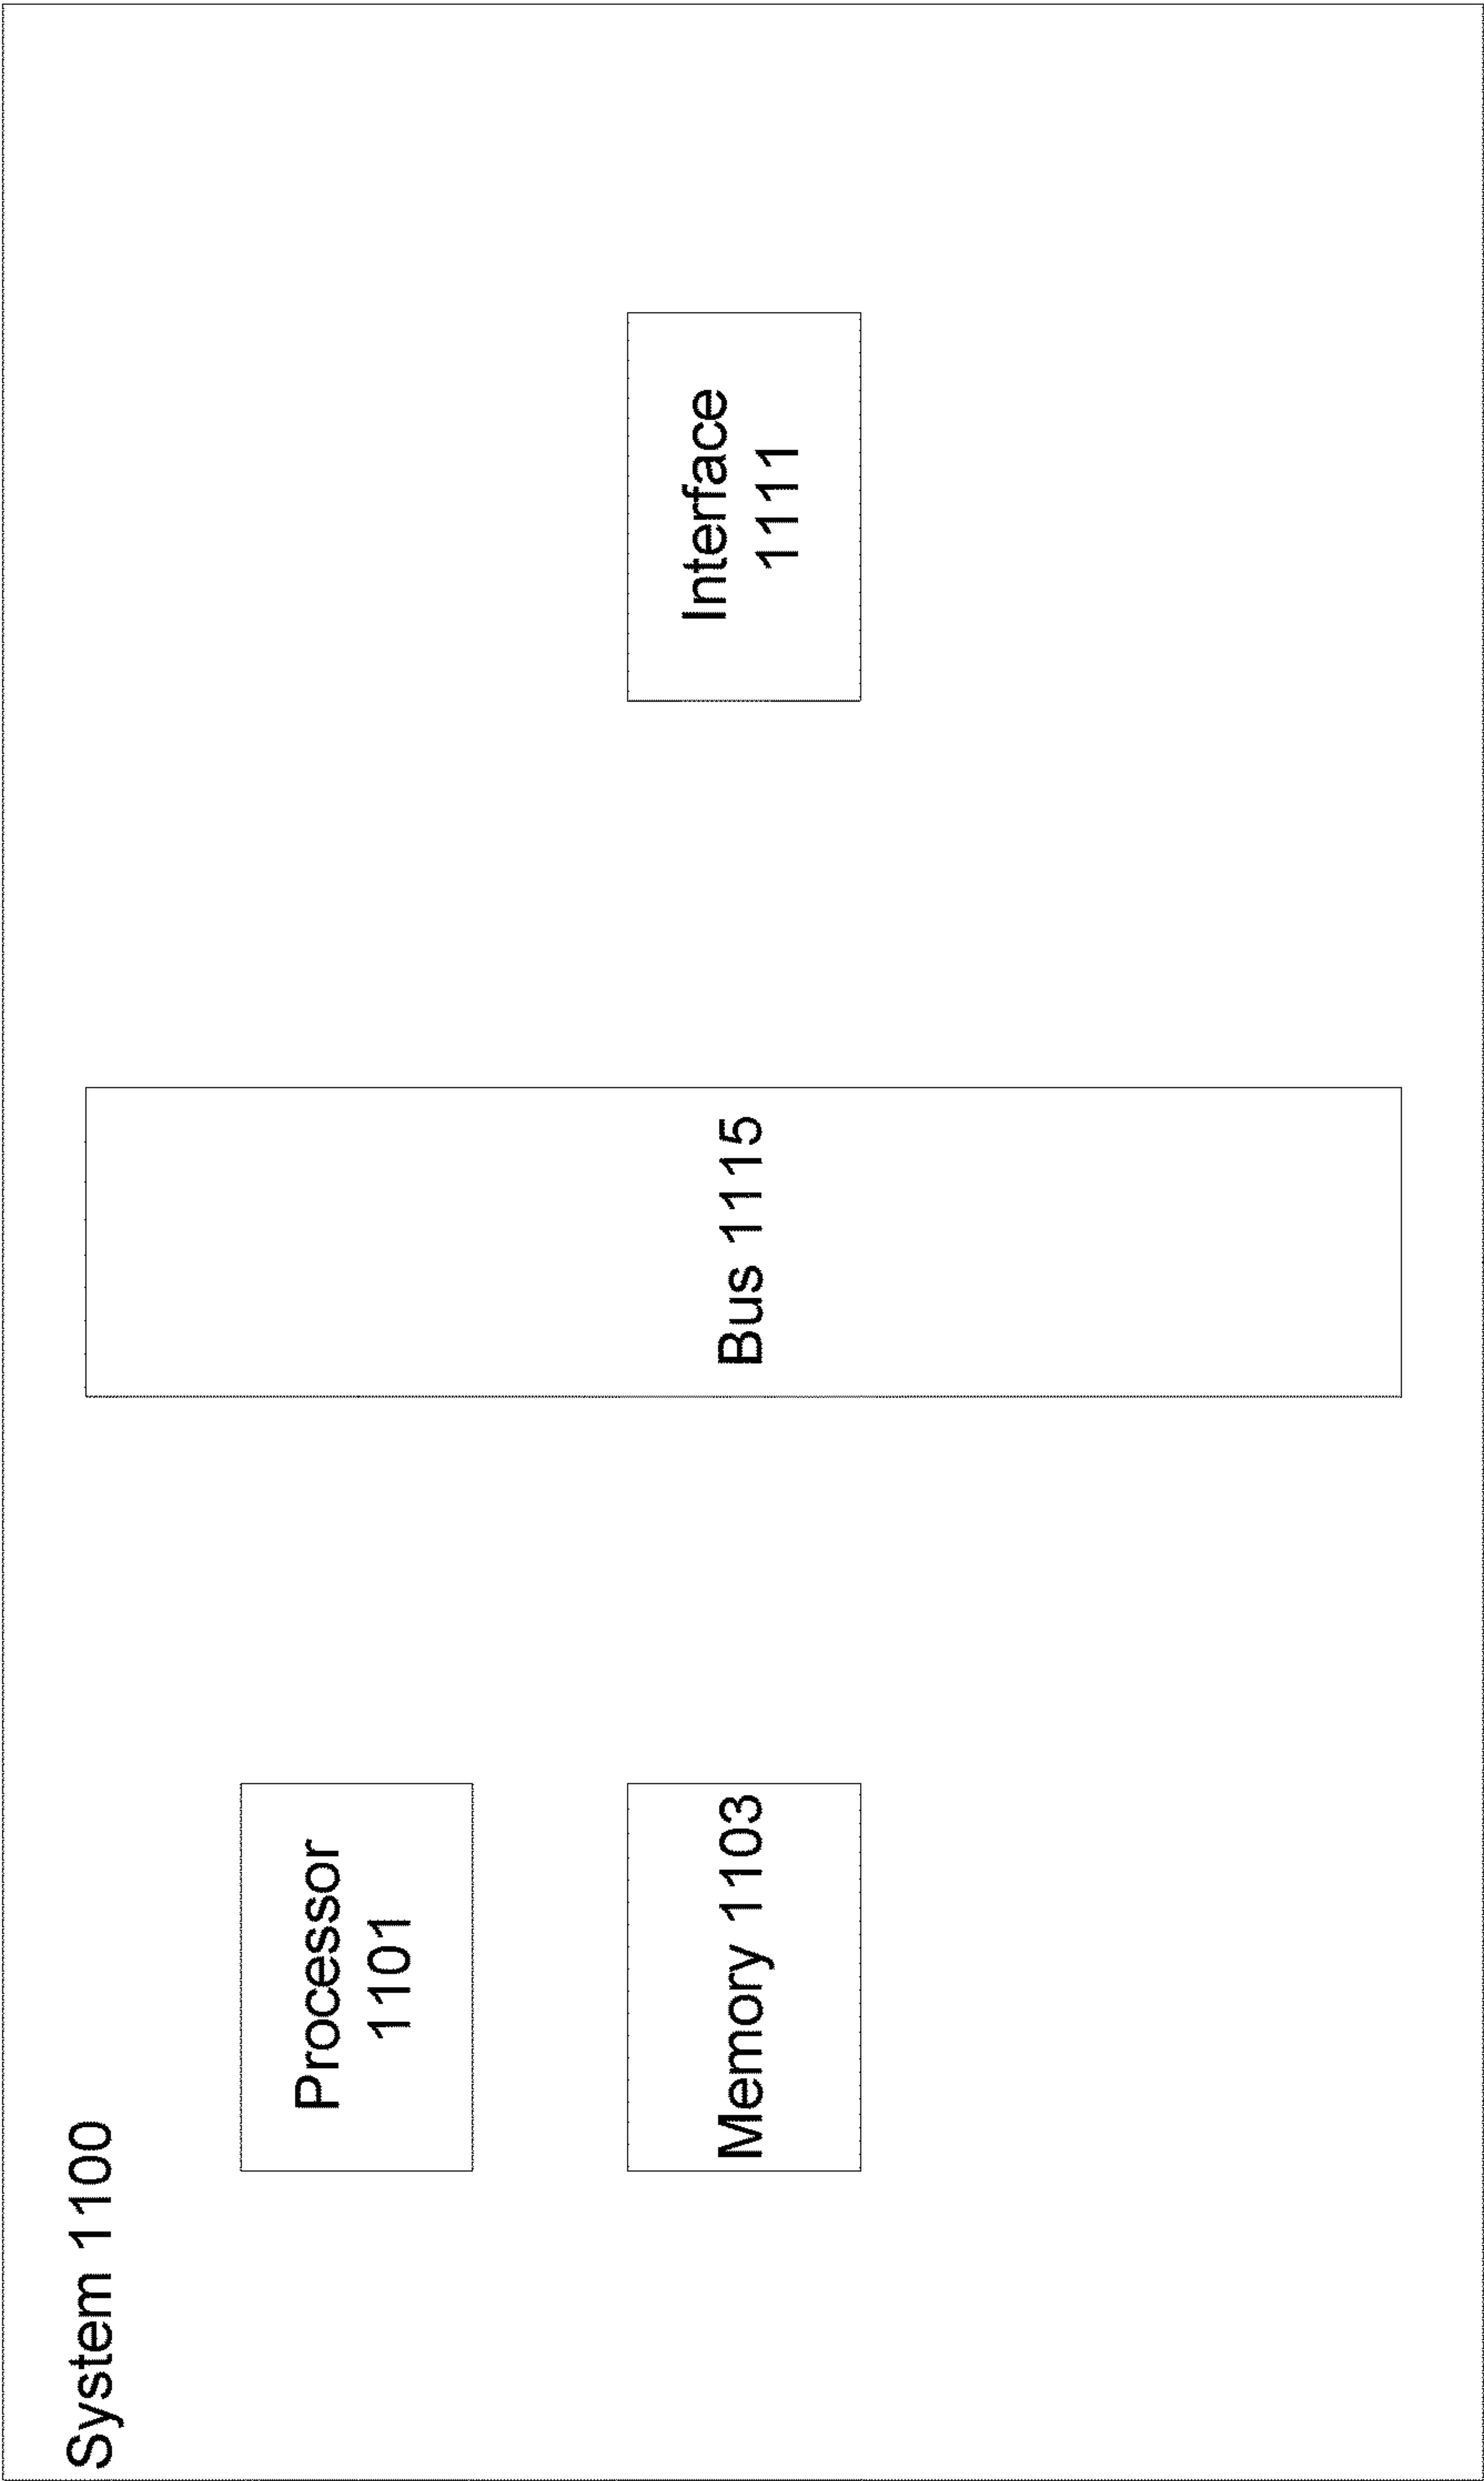 System 1100
Processor
1101
Memory 1103
Bus 1115
Interface
1111